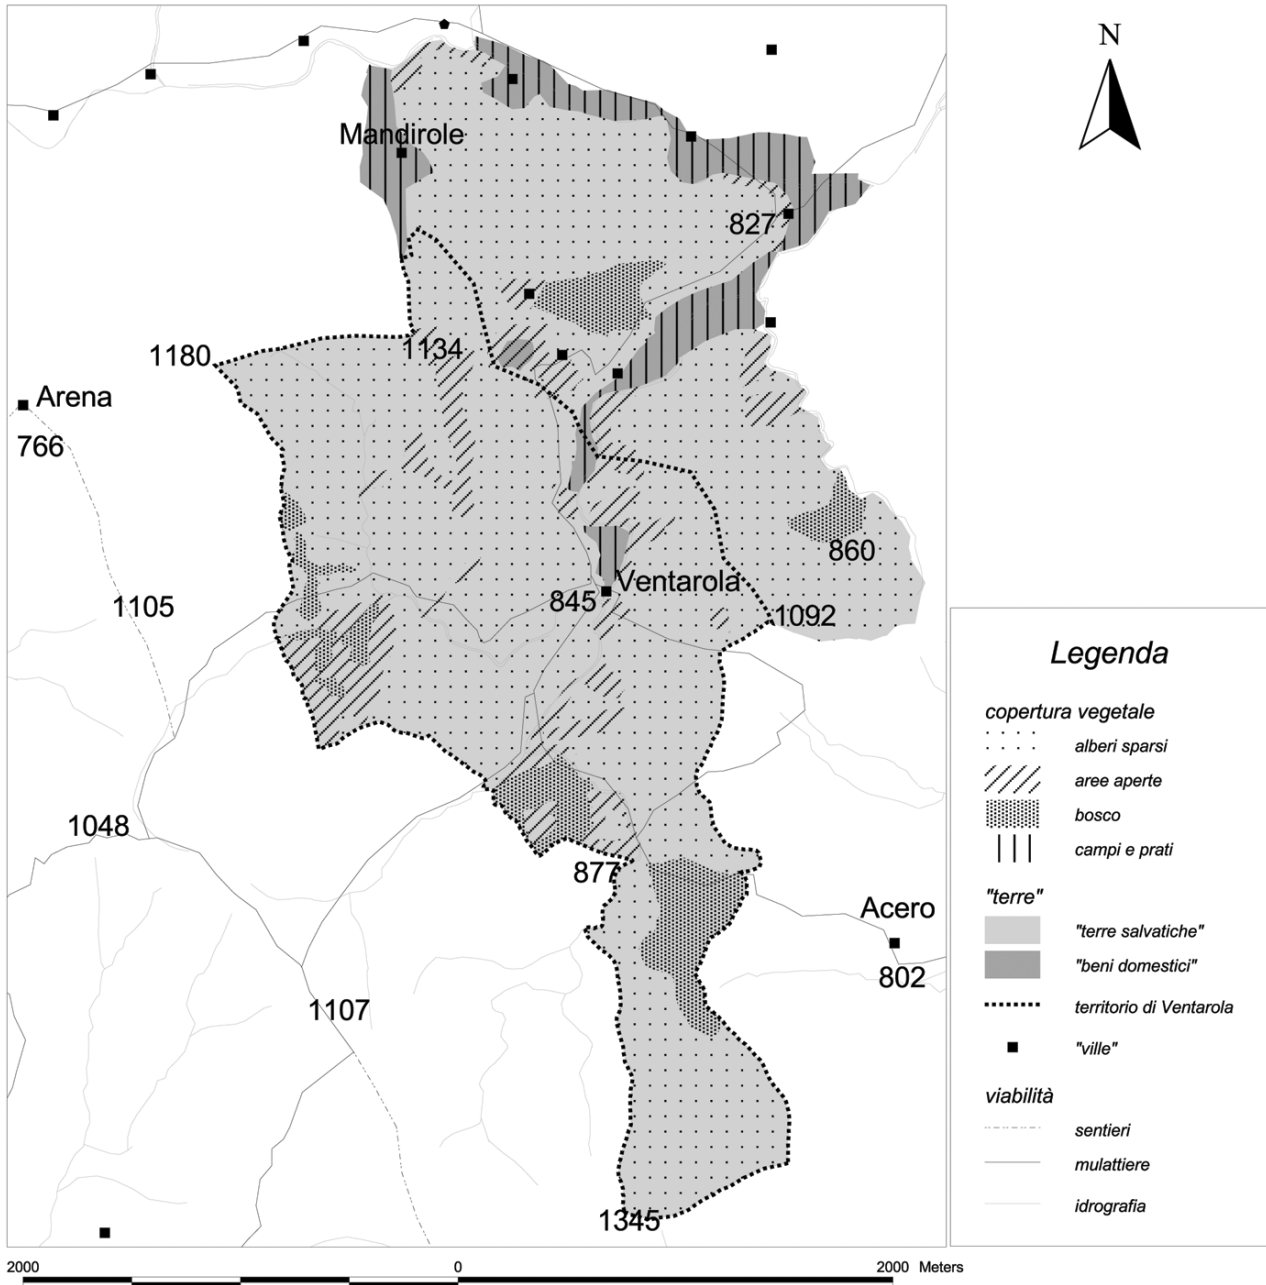 N
Mandirole
827
1180
1134
Arena
766
860
1105
Ventarola
845
1092
1048
877
Acero
802
1107
1345
Legenda
copertura vegetale
alberi sparsi
aree aperte
bosco
campi e prati
"terre"
"terre salvatiche"
"beni domestici"
territorio di Ventarola
"ville"
viabilità
sentieri
mulattiere
idrografia
2000 0 2000 Meters